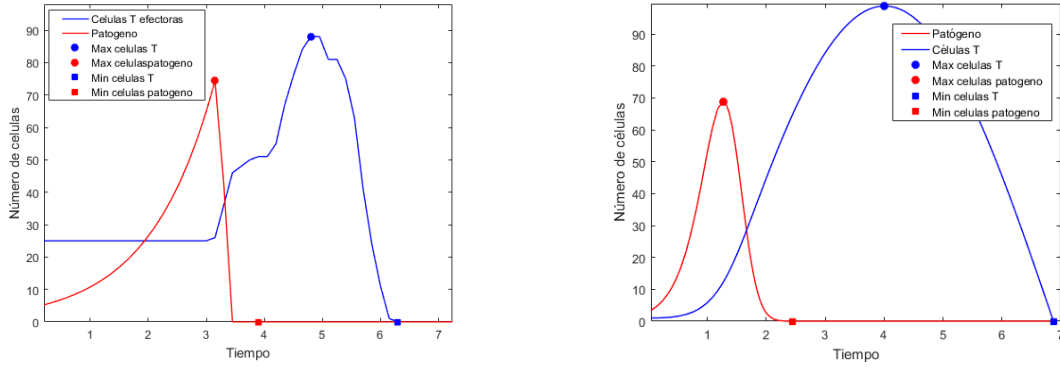 Celulas T efectoras
Patogeno
Max celulas T
Max celulaspatogeno
Min celulas T
Min celulas patogeno
Número de células
90
80
70
60
50
40
30
20
10
0
1 2 3 4 5 6 7
Tiempo
Patógeno
Células T
Max celulas T
Max celulas patogeno
Min celulas T
Min celulas patogeno
Número de células
90
80
70
60
50
40
30
20
10
0
1 2 3 4 5 6 7
Tiempo